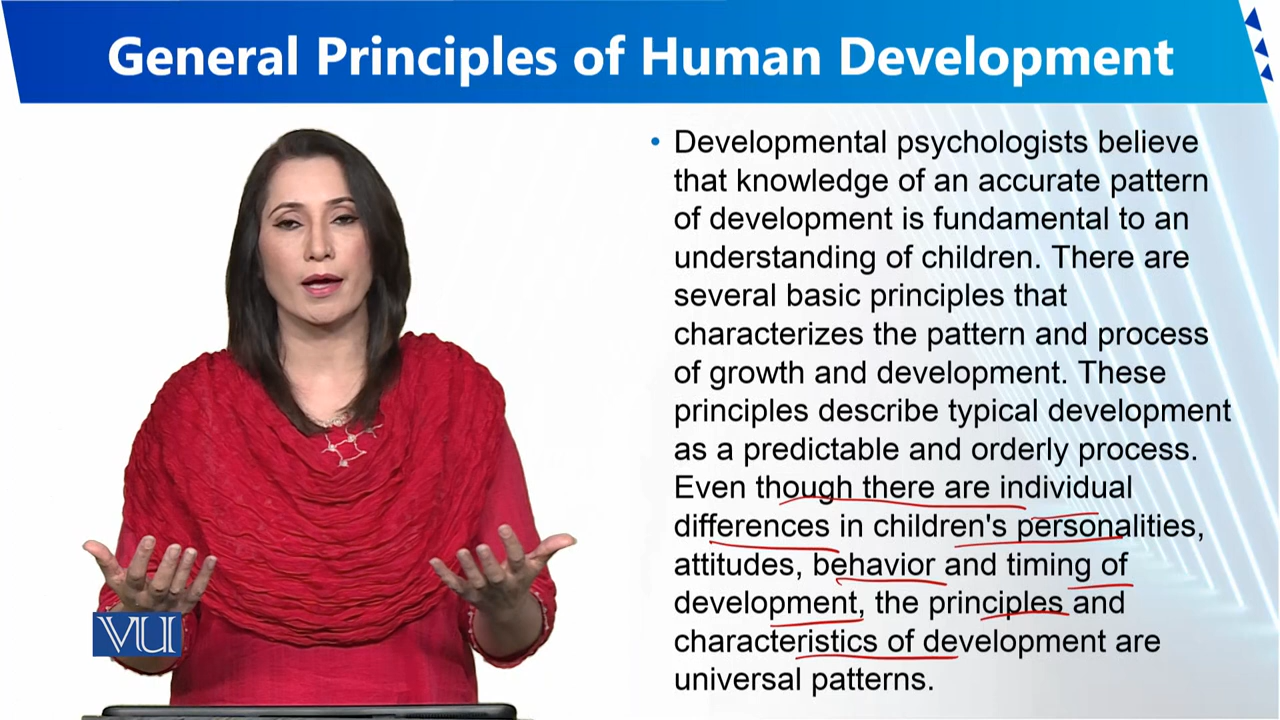 General Principles of Human Development
• Developmental psychologists believe
that knowledge of an accurate pattern
of development is fundamental to an
understanding of children. There are
several basic principles that
characterizes the pattern and process
of growth and development. These
principles describe typical development
as a predictable and orderly process.
Even though there are individual
differences in children's personalities,
attitudes, behavior and timing of
development, the principles and
characteristics of development are
universal patterns.
VU